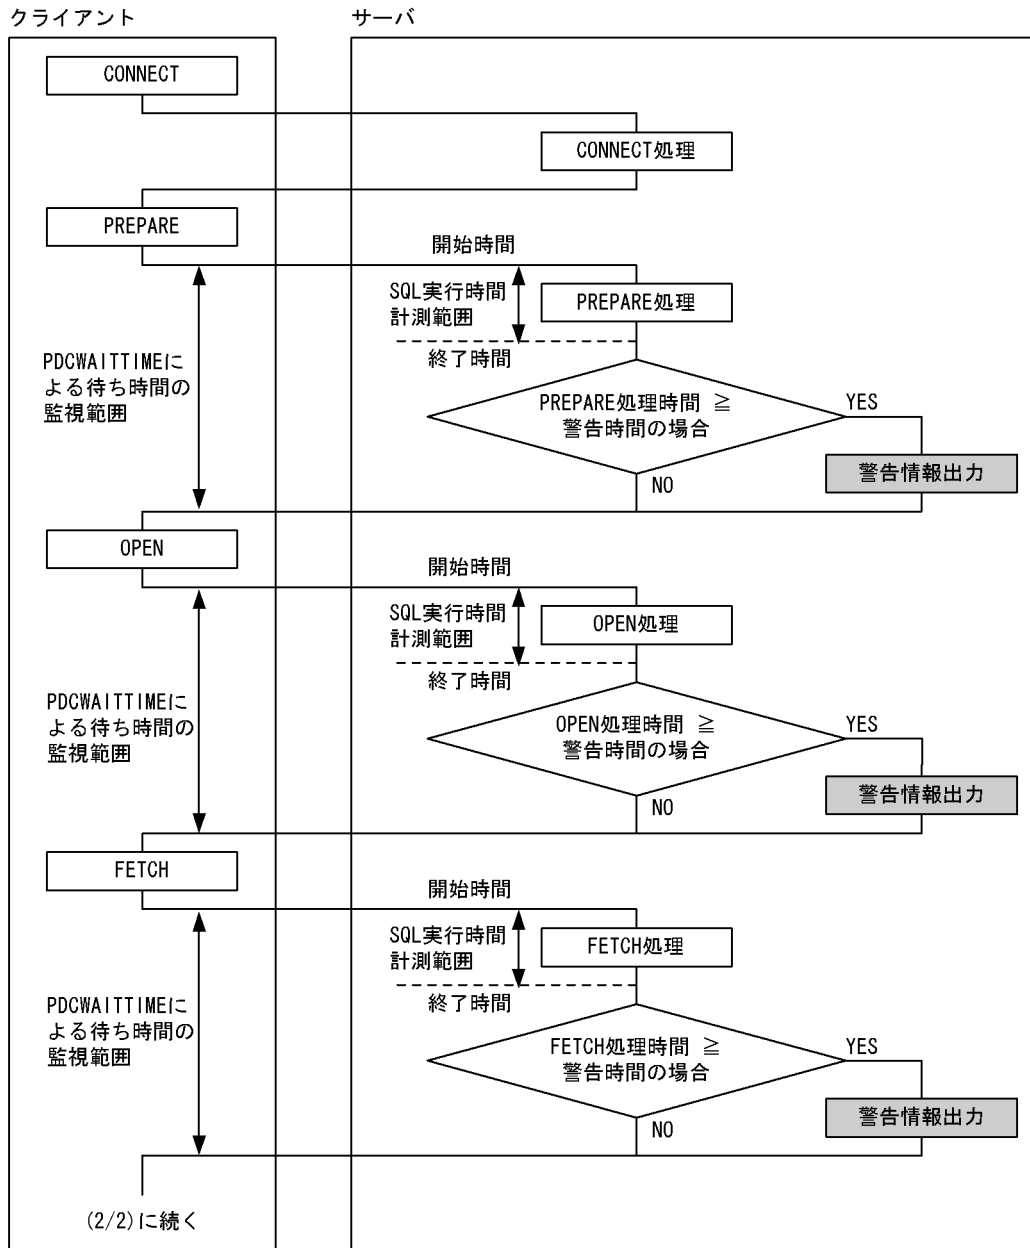 クライアント
サーバ
CONNECT
CONNECT処理
PREPARE
開始時間
SQL実行時間
計測範囲
PREPARE処理
終了時間
PDCWAITTIMEに
よる待ち時間の
監視範囲
PREPARE処理時間 ≧
警告時間の場合
YES
警告情報出力
NO
OPEN
開始時間
SQL実行時間
計測範囲
OPEN処理
終了時間
PDCWAITTIMEに
よる待ち時間の
監視範囲
OPEN処理時間 ≧
警告時間の場合
YES
警告情報出力
NO
FETCH
開始時間
SQL実行時間
計測範囲
FETCH処理
終了時間
PDCWAITTIMEに
よる待ち時間の
監視範囲
FETCH処理時間 ≧
警告時間の場合
YES
警告情報出力
NO
(2/2)に続く